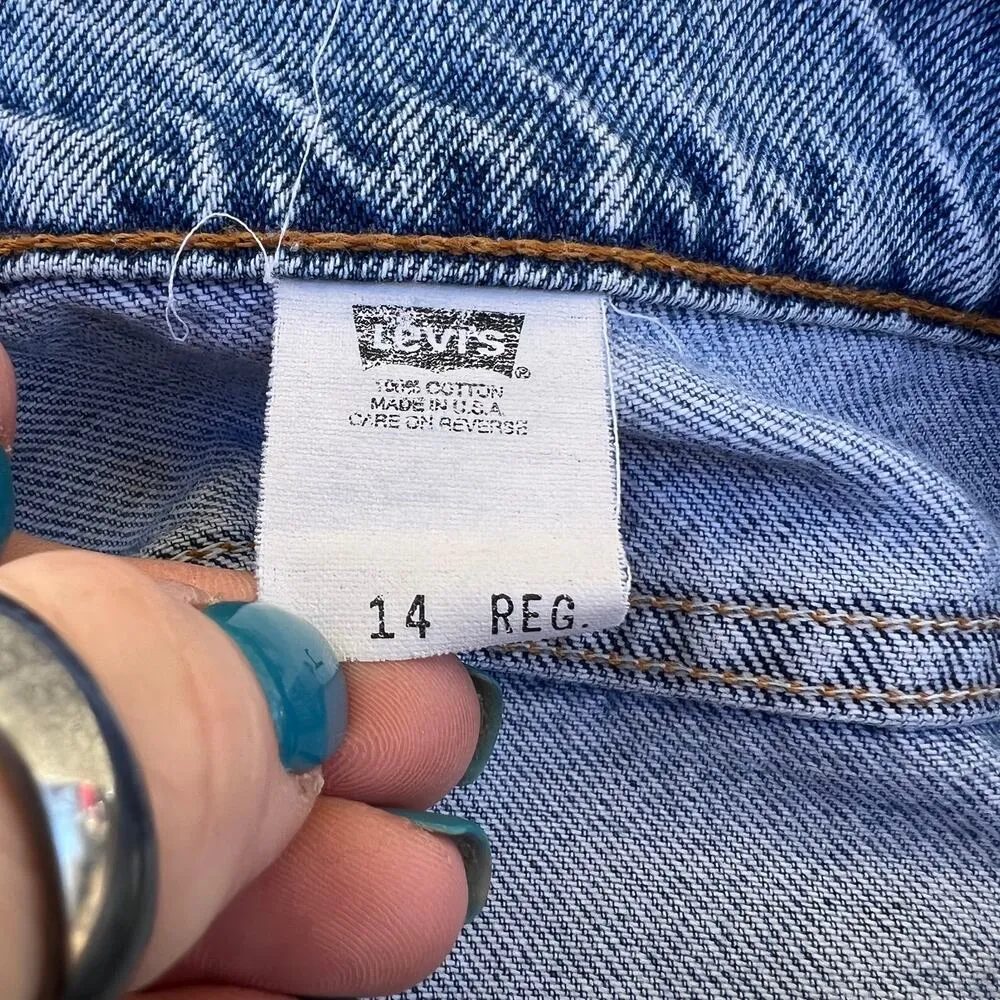 Levi's ®
100% COTTON
MADE IN U.S.A.
CARE ON REVERSE
14 REG.